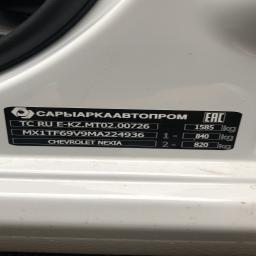 САРЫАРКААВТОПРОМ EAC
TC RU E-KZ.MT02.00726 1585 kg
MX1TF69V9MA224936 1 - 840 kg
CHEVROLET NEXIA 2 - 820 kg